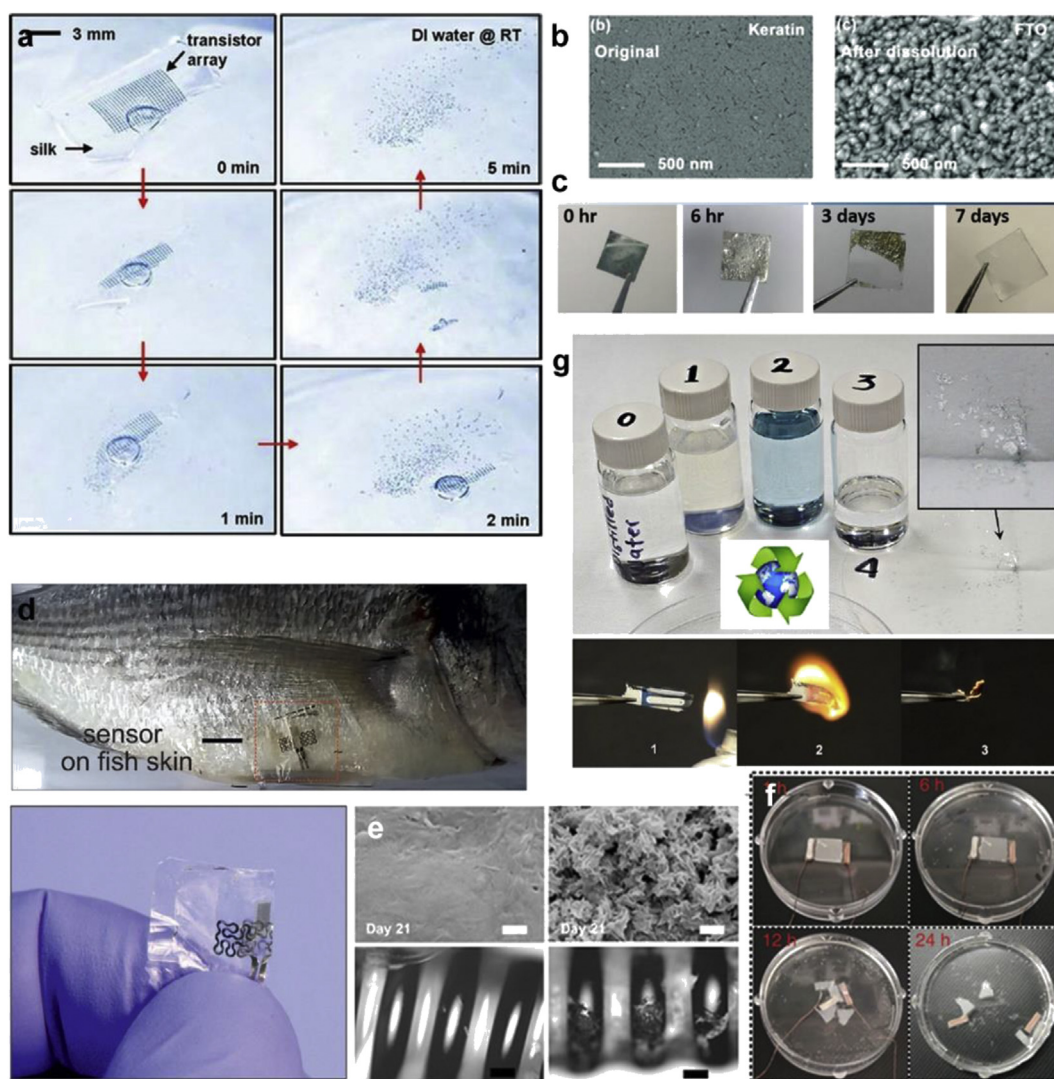 a
3 mm
transistor
array
silk
0 min
DI water @ RT
5 min
1 min
2 min
b
(b)
Keratin
Original
500 nm
(c)
FTO
After dissolution
500 nm
c
0 hr
6 hr
3 days
7 days
g
0
1
2
3
4
1
2
3
d
sensor
on fish skin
e
Day 21
Day 21
f
6 h
12 h
24 h